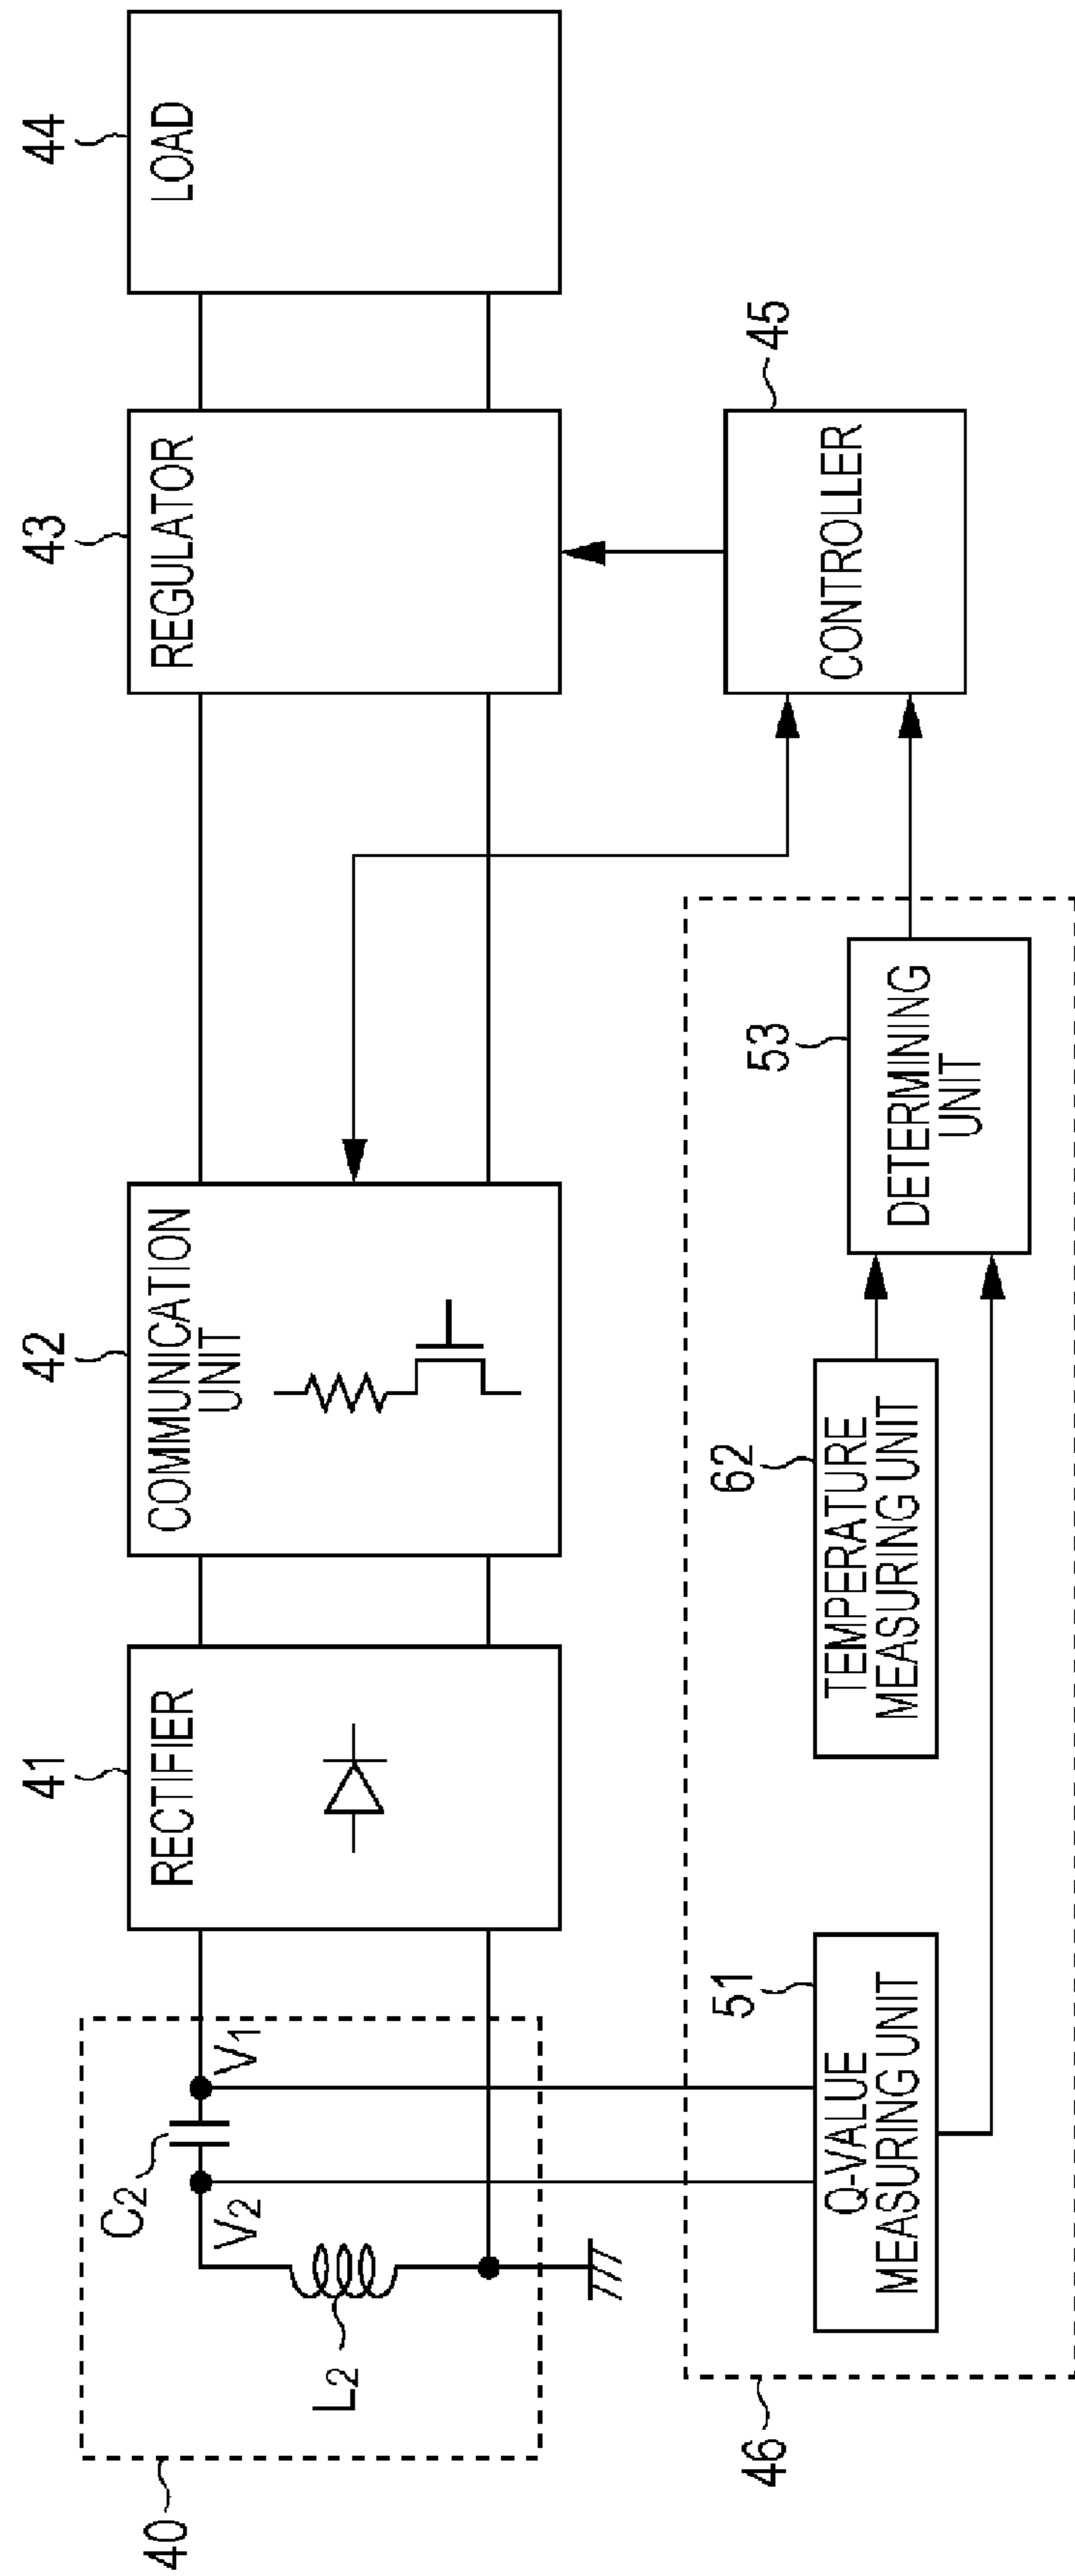 40
C2
V1
V2
L2
41
RECTIFIER
42
COMMUNICATION
UNIT
43
REGULATOR
44
LOAD
45
CONTROLLER
46
51
Q-VALUE
MEASURING UNIT
62
TEMPERATURE
MEASURING UNIT
53
DETERMINING
UNIT